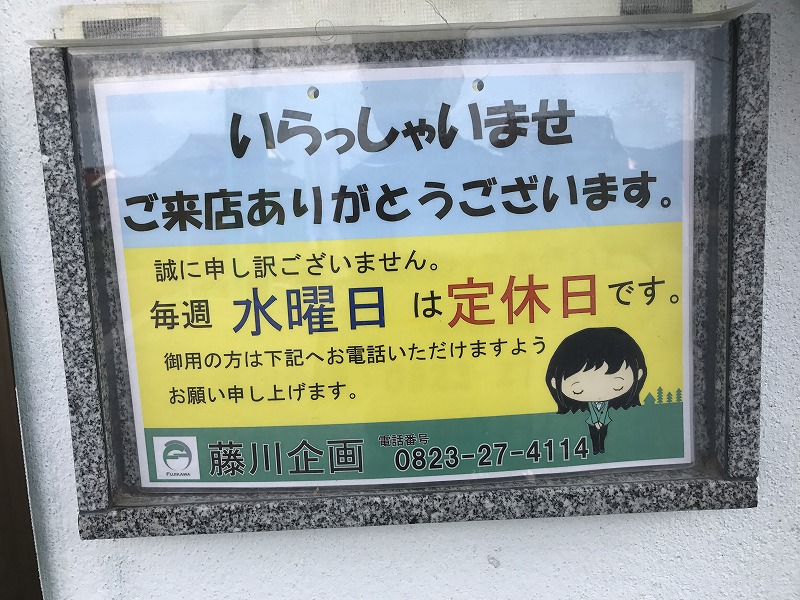 いらっしゃいませ
ご来店ありがとうございます。
誠に申し訳ございません。
毎週 水曜日 は定休日です。
御用の方は下記へお電話いただけますよう
お願い申し上げます。
FUJIKAWA
藤川企画 電話番号 0823-27-4114